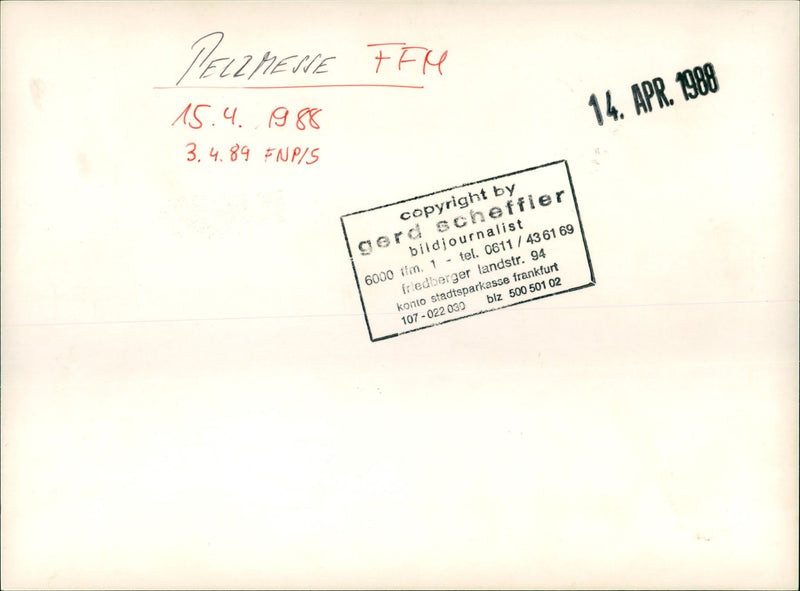 PELZMESSE FFM
14. APR. 1988
15.4. 1988
3.4.89 FNP/S
copyright by
gerd scheffler
bildjournalist
6000 ffm. 1 - tel. 0611 / 43 61 69
friedberger landstr. 94
konto stadtsparkasse frankfurt
107-022 030 blz 500 501 02